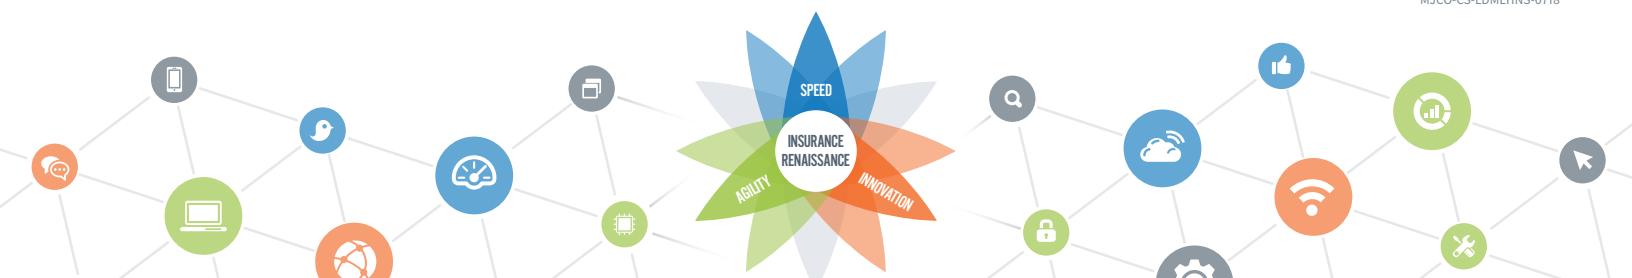 SPEED
INSURANCE
RENAISSANCE
AGILITY
INNOVATION